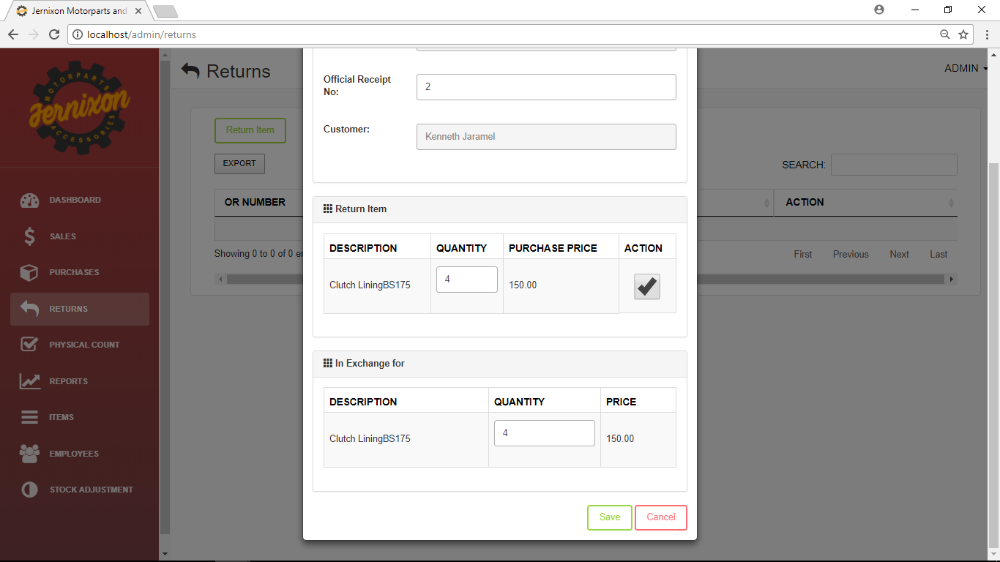 Jernixon Motorparts and
localhost/admin/returns
MOTORPARTS
Jernixon
ACCESSORIES
DASHBOARD
SALES
PURCHASES
RETURNS
PHYSICAL COUNT
REPORTS
ITEMS
EMPLOYEES
STOCK ADJUSTMENT
Returns
ADMIN
Return Item
EXPORT
SEARCH:
OR NUMBER
ACTION
Showing 0 to 0 of 0
First Previous Next Last
Official Receipt
No:
2
Customer:
Kenneth Jaramel
Return Item
DESCRIPTION QUANTITY PURCHASE PRICE ACTION
Clutch LiningBS175 4 150.00
In Exchange for
DESCRIPTION QUANTITY PRICE
Clutch LiningBS175 4 150.00
Save Cancel